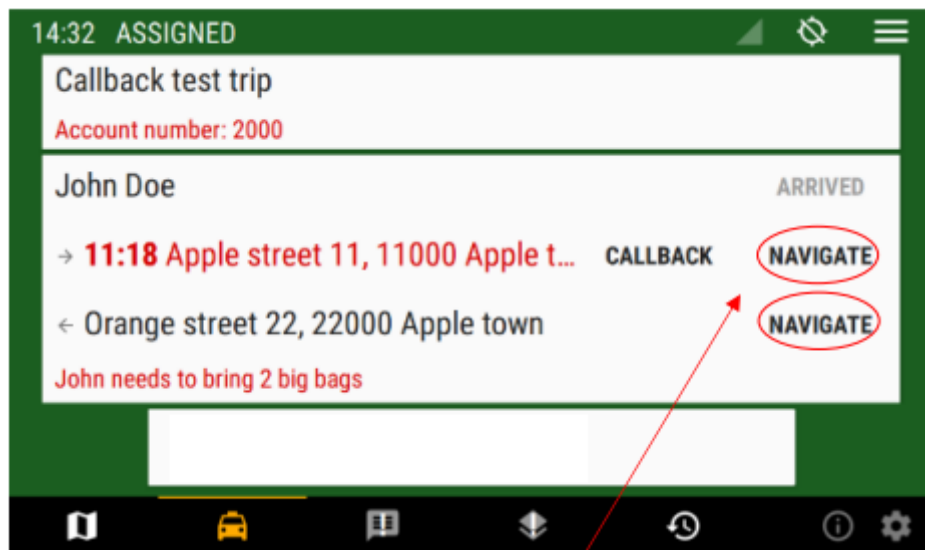 14:32 ASSIGNED
Callback test trip
Account number: 2000
John Doe ARRIVED
→ 11:18 Apple street 11, 11000 Apple t... CALLBACK NAVIGATE
← Orange street 22, 22000 Apple town NAVIGATE
John needs to bring 2 big bags